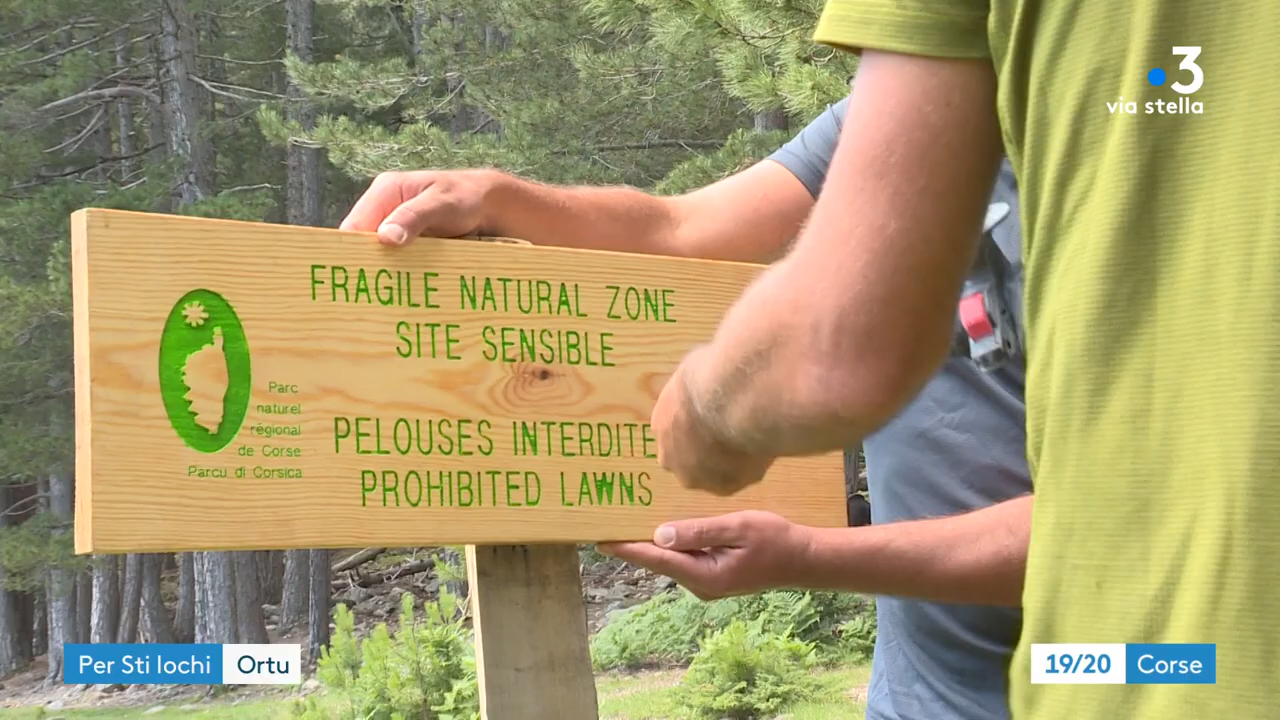 3
via stella
FRAGILE NATURAL ZONE
SITE SENSIBLE
Parc
naturel
régional
de Corse
Parcu di Corsica
PELOUSES INTERDITE
PROHIBITED LAWNS
Per Sti lochi Ortu
19/20 Corse